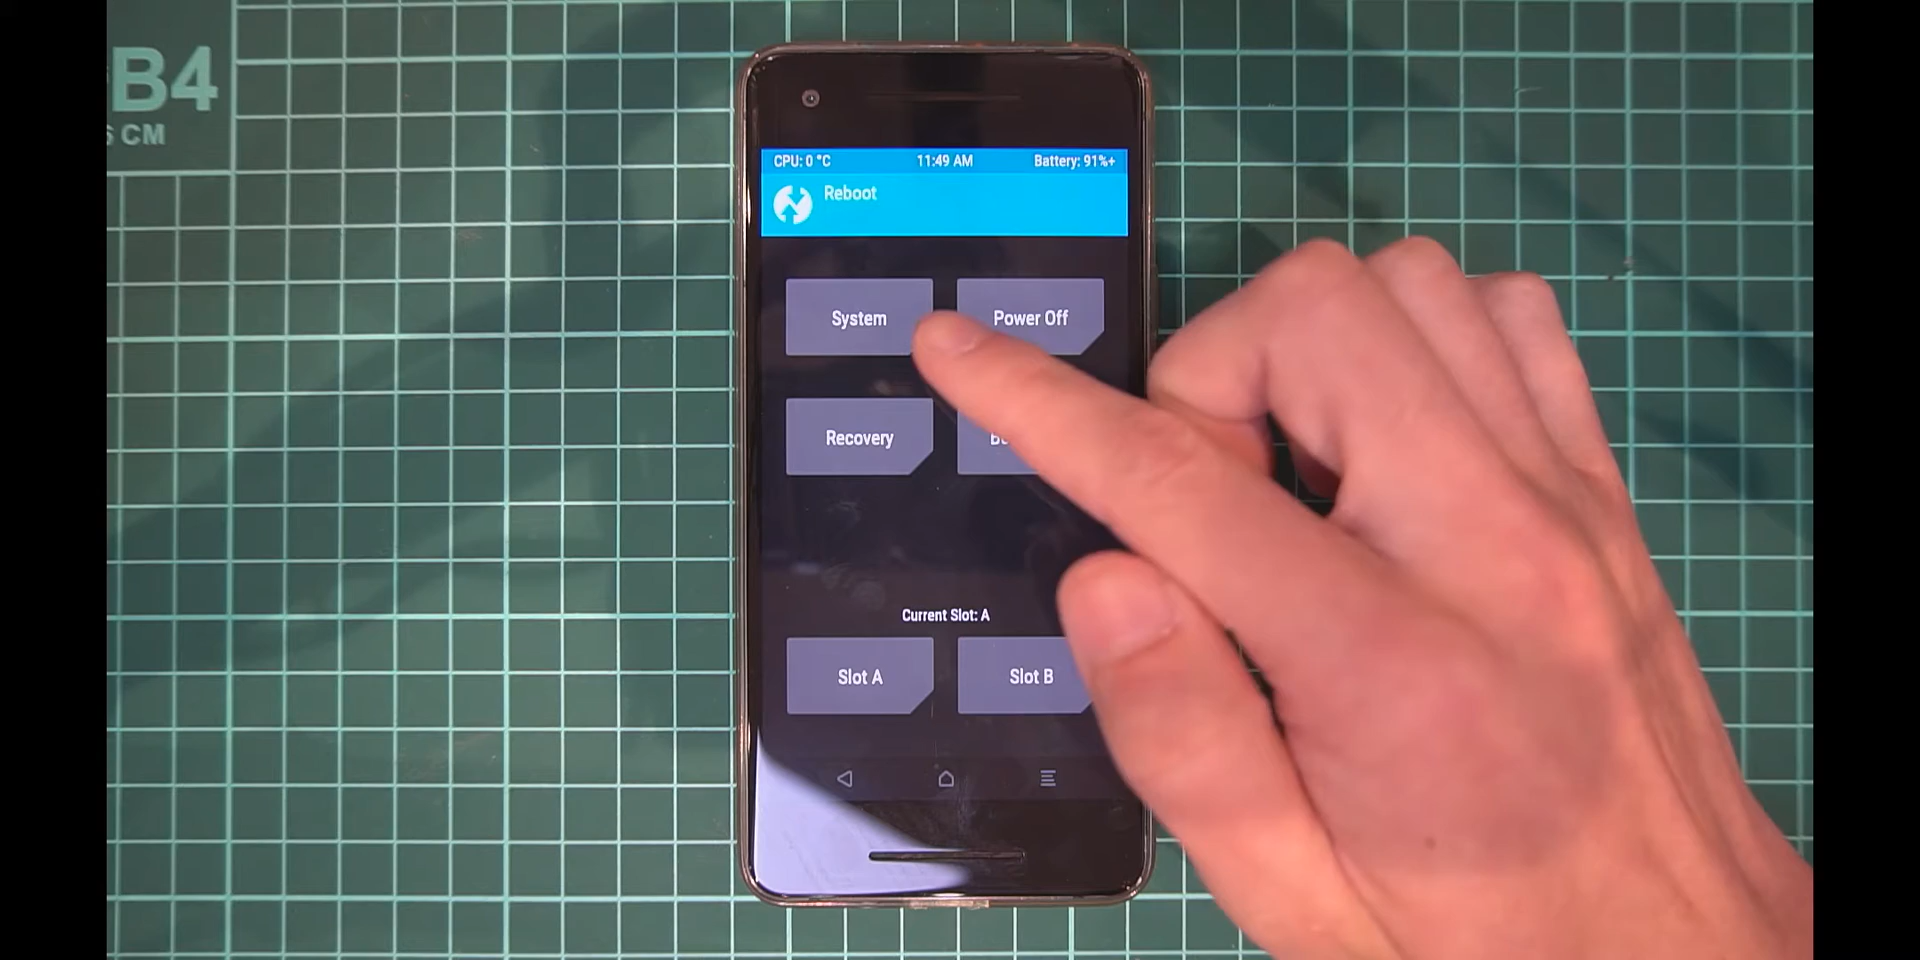 B4
CM
CPU: 0 °C 11:49 AM Battery: 91%+
Reboot
System Power Off
Recovery
Current Slot: A
Slot A Slot B